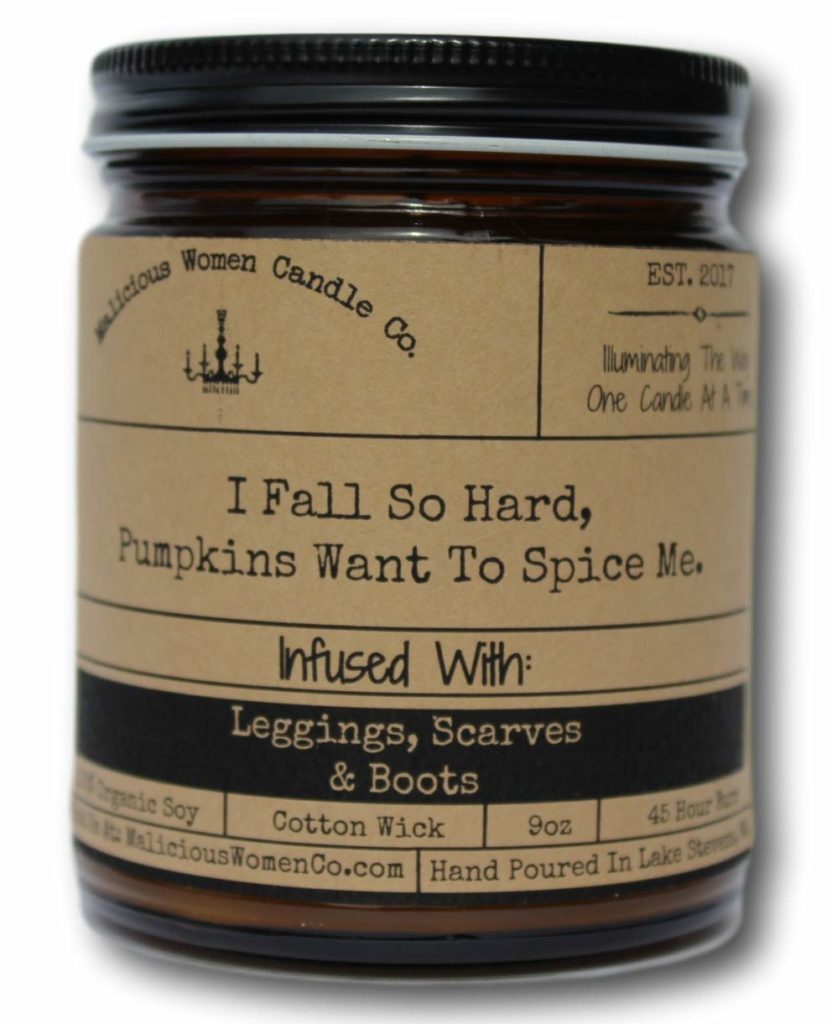 Malicious Women Candle Co.
EST. 2017
Illuminating The
One Candle At A
I Fall So Hard,
Pumpkins Want To Spice Me.
Infused With:
Leggings, Scarves
& Boots
Organic Soy
Cotton Wick
9oz
45 Hour Burn
At: MaliciousWomenCo.com
Hand Poured In Lake Stevens,